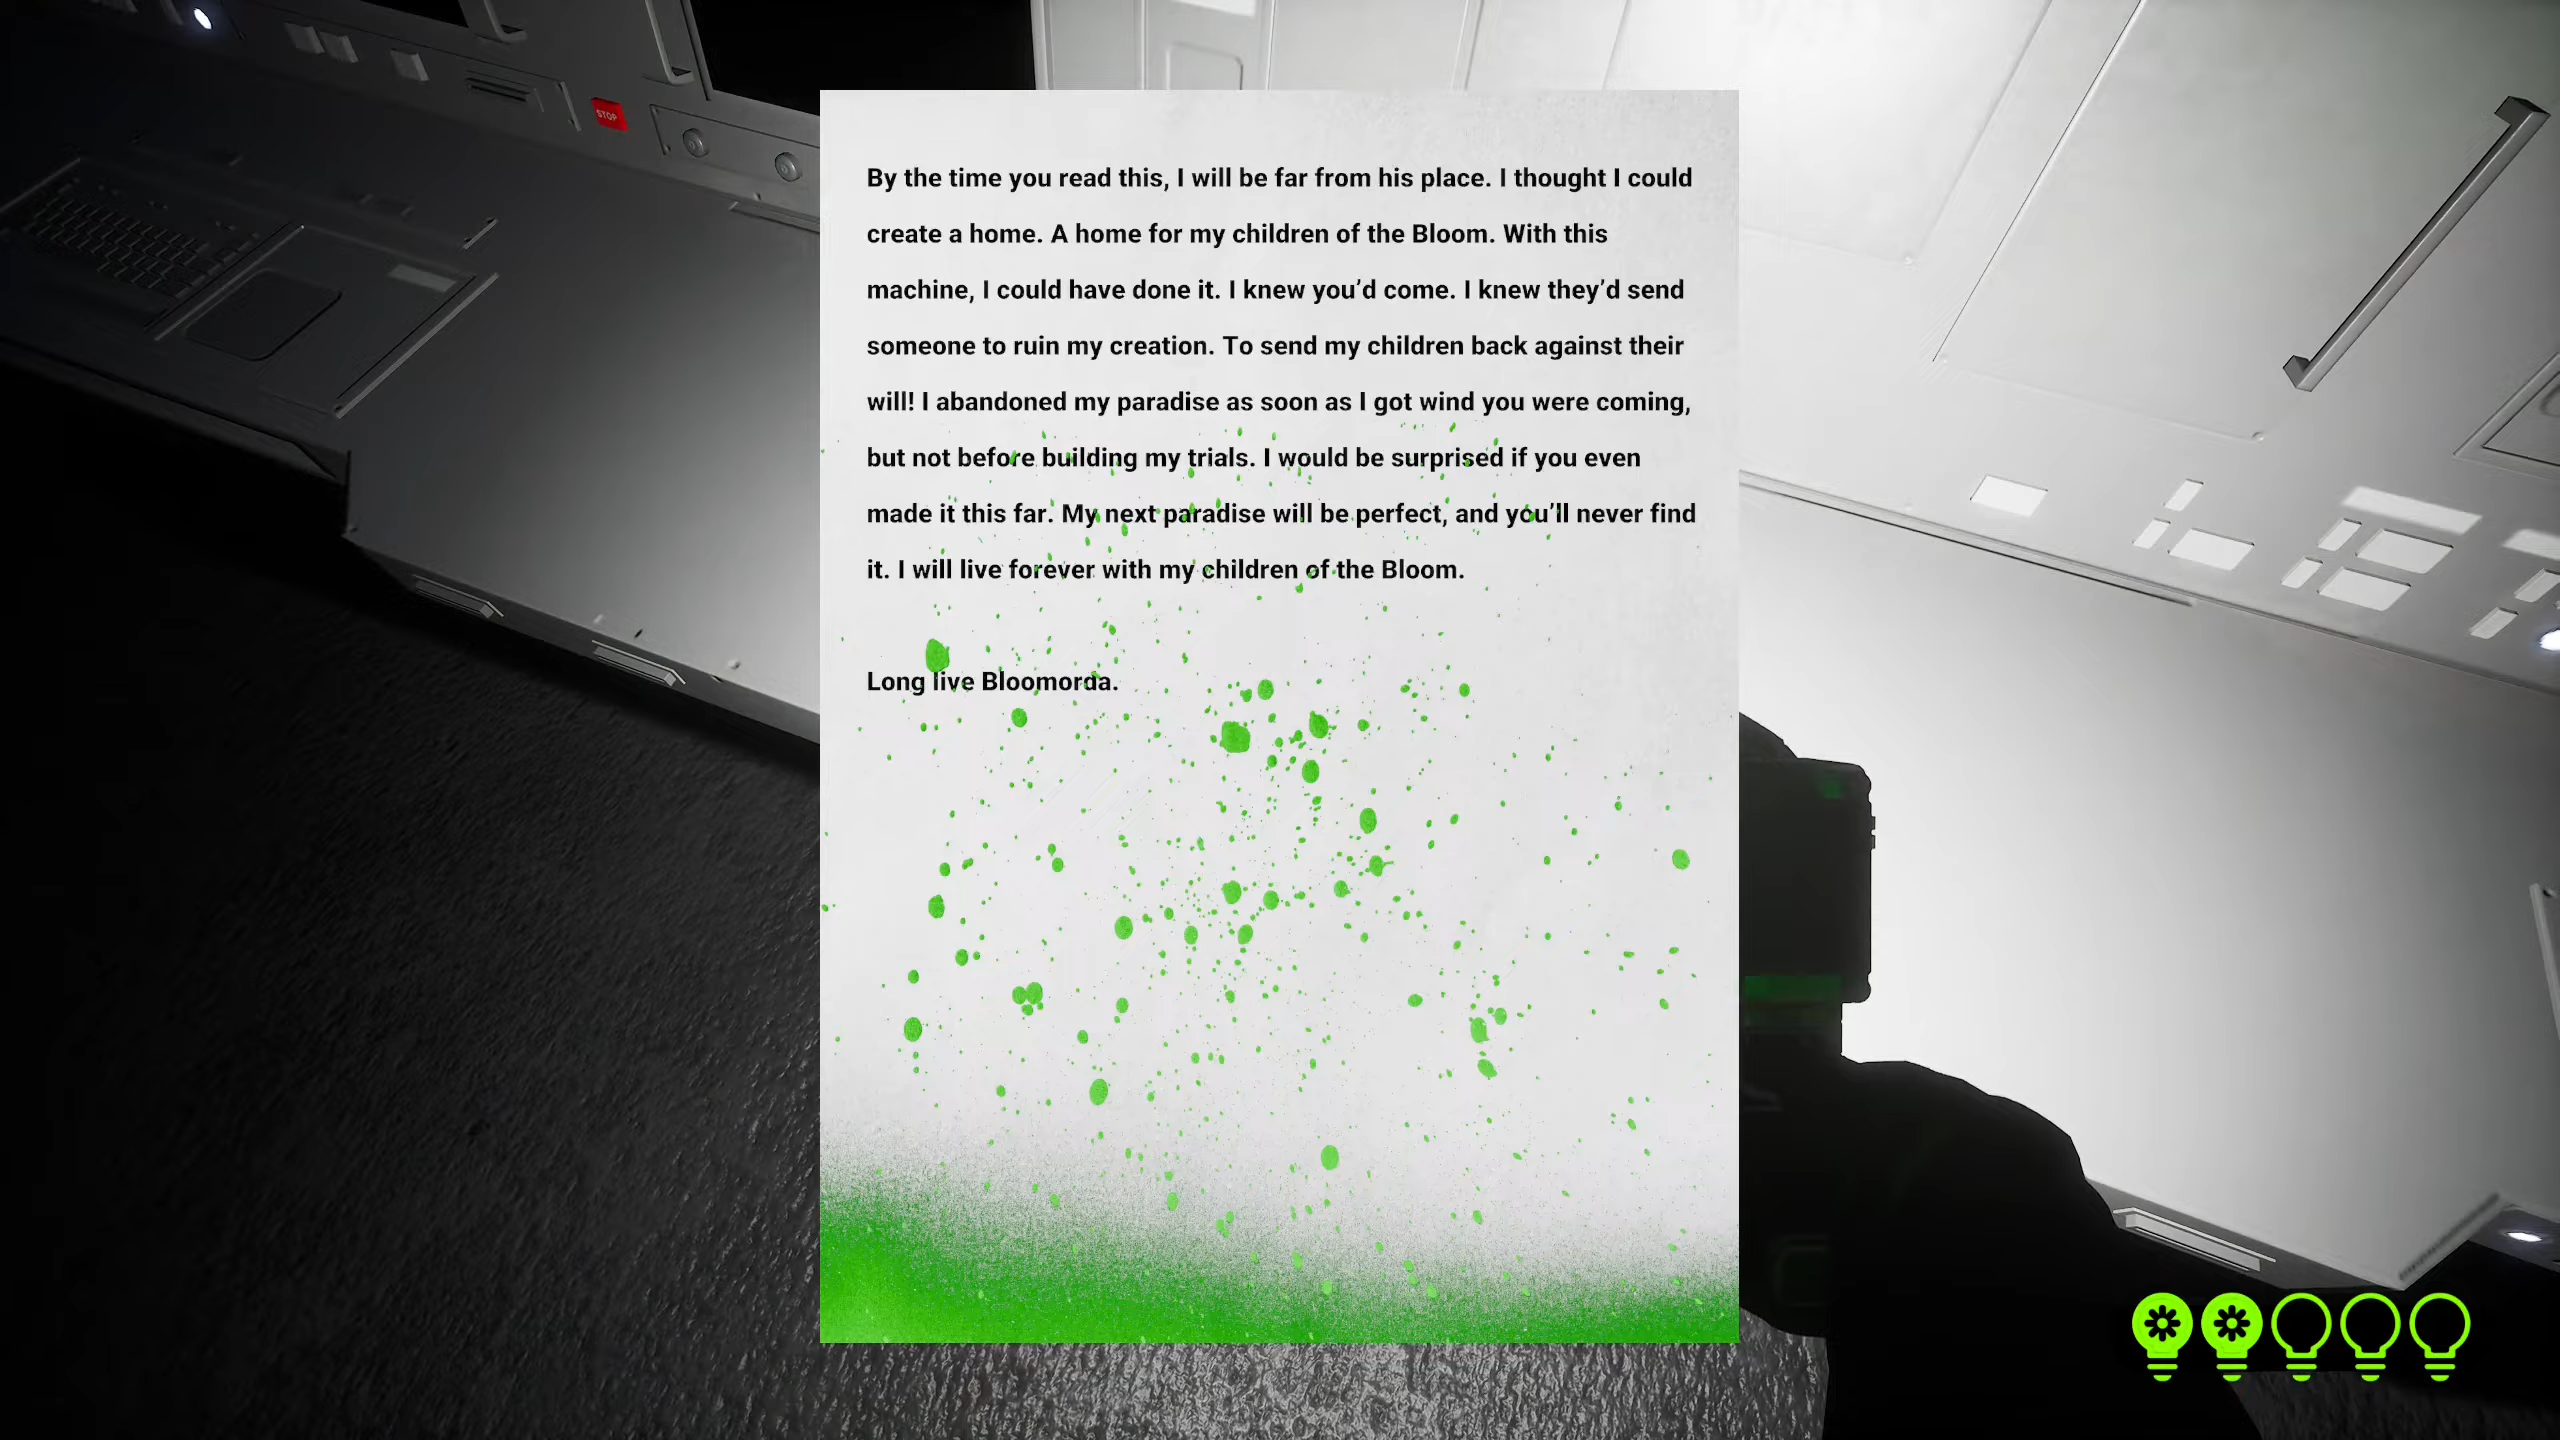 STOP
By the time you read this, I will be far from his place. I thought I could
create a home. A home for my children of the Bloom. With this
machine, I could have done it. I knew you’d come. I knew they’d send
someone to ruin my creation. To send my children back against their
will! I abandoned my paradise as soon as I got wind you were coming,
but not before building my trials. I would be surprised if you even
made it this far. My next paradise will be perfect, and you’ll never find
it. I will live forever with my children of the Bloom.
Long live Bloomorda.